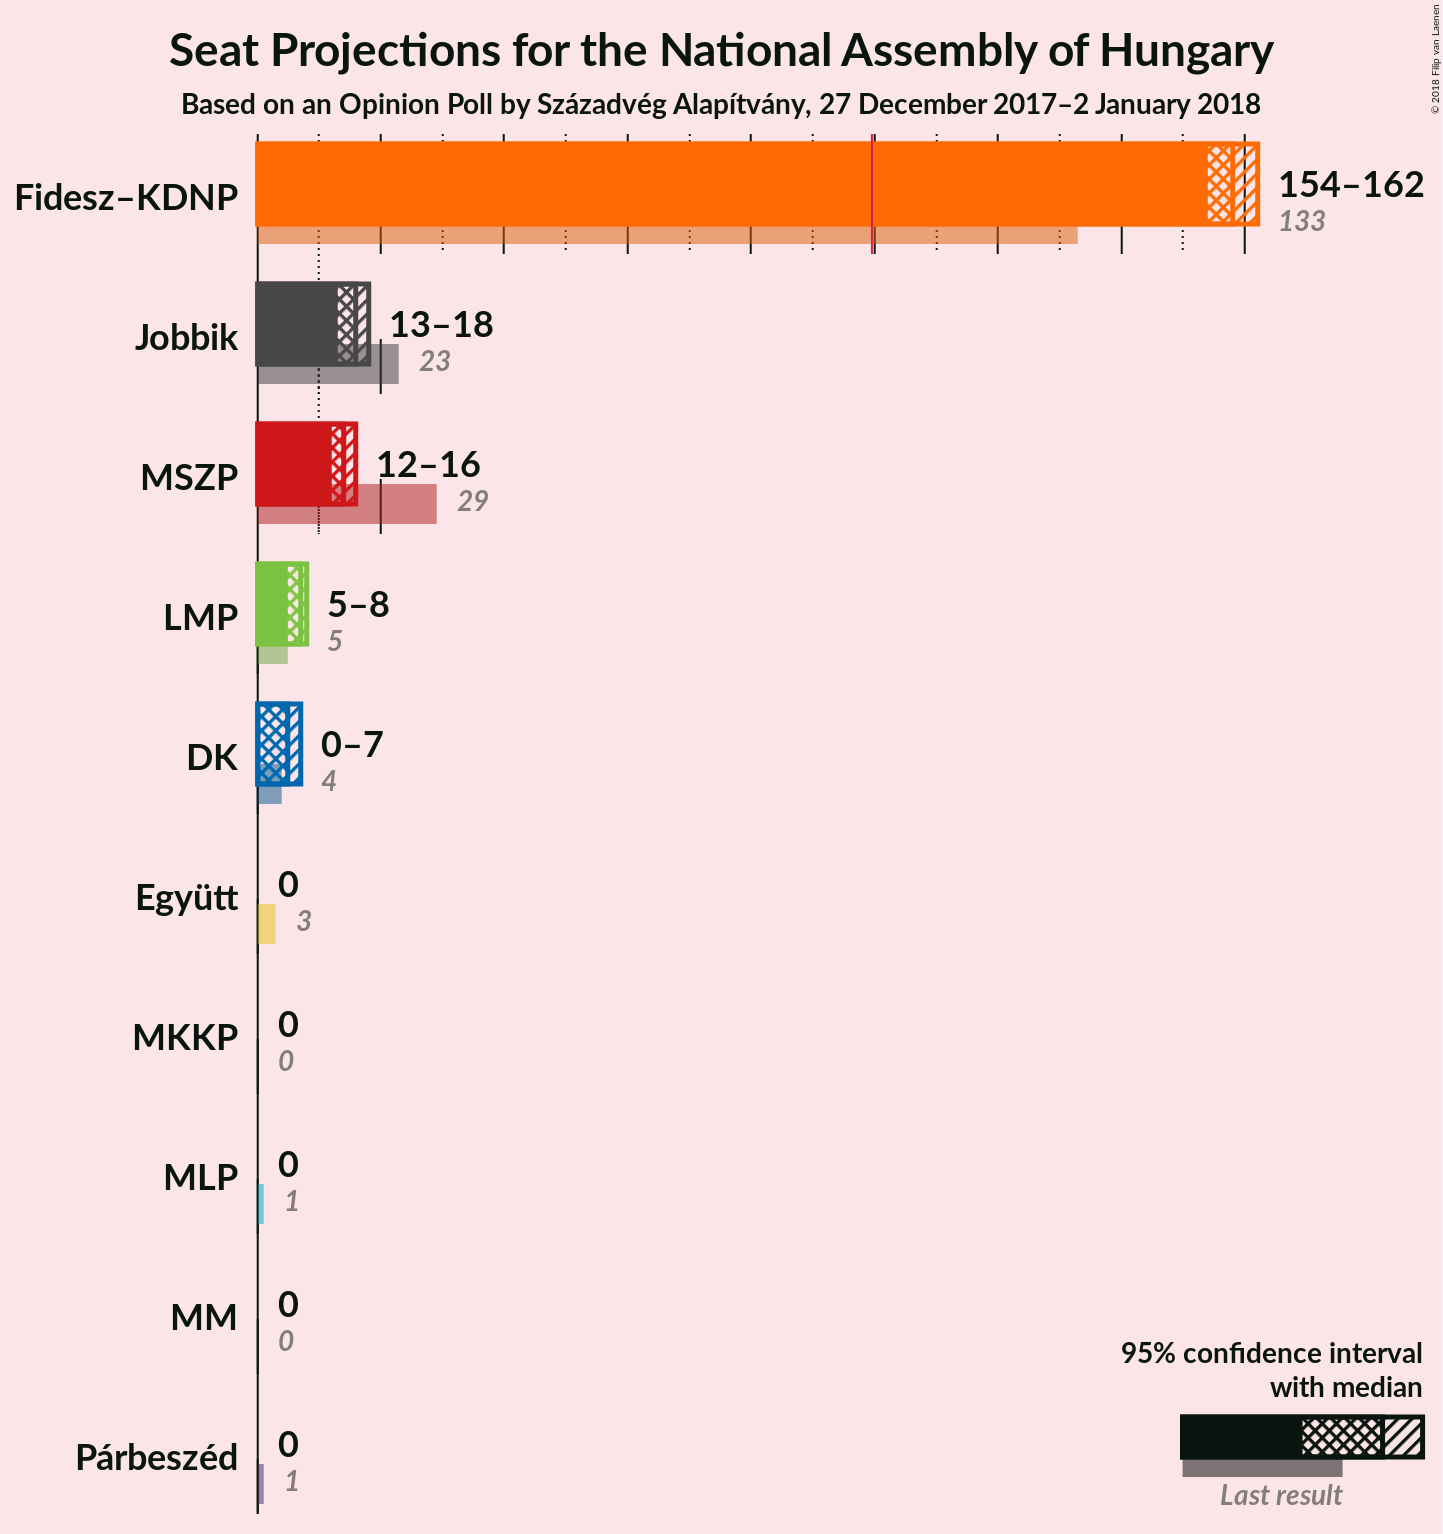 Seat Projections for the National Assembly of Hungary
Based on an Opinion Poll by Századvég Alapítvány, 27 December 2017–2 January 2018
© 2018 Filip van Laenen
Fidesz–KDNP
154–162
133
Jobbik
13–18
23
MSZP
12–16
29
LMP
5–8
5
DK
0–7
4
Együtt
0
3
MKKP
0
0
MLP
0
1
MM
0
0
Párbeszéd
0
1
95% confidence interval
with median
Last result